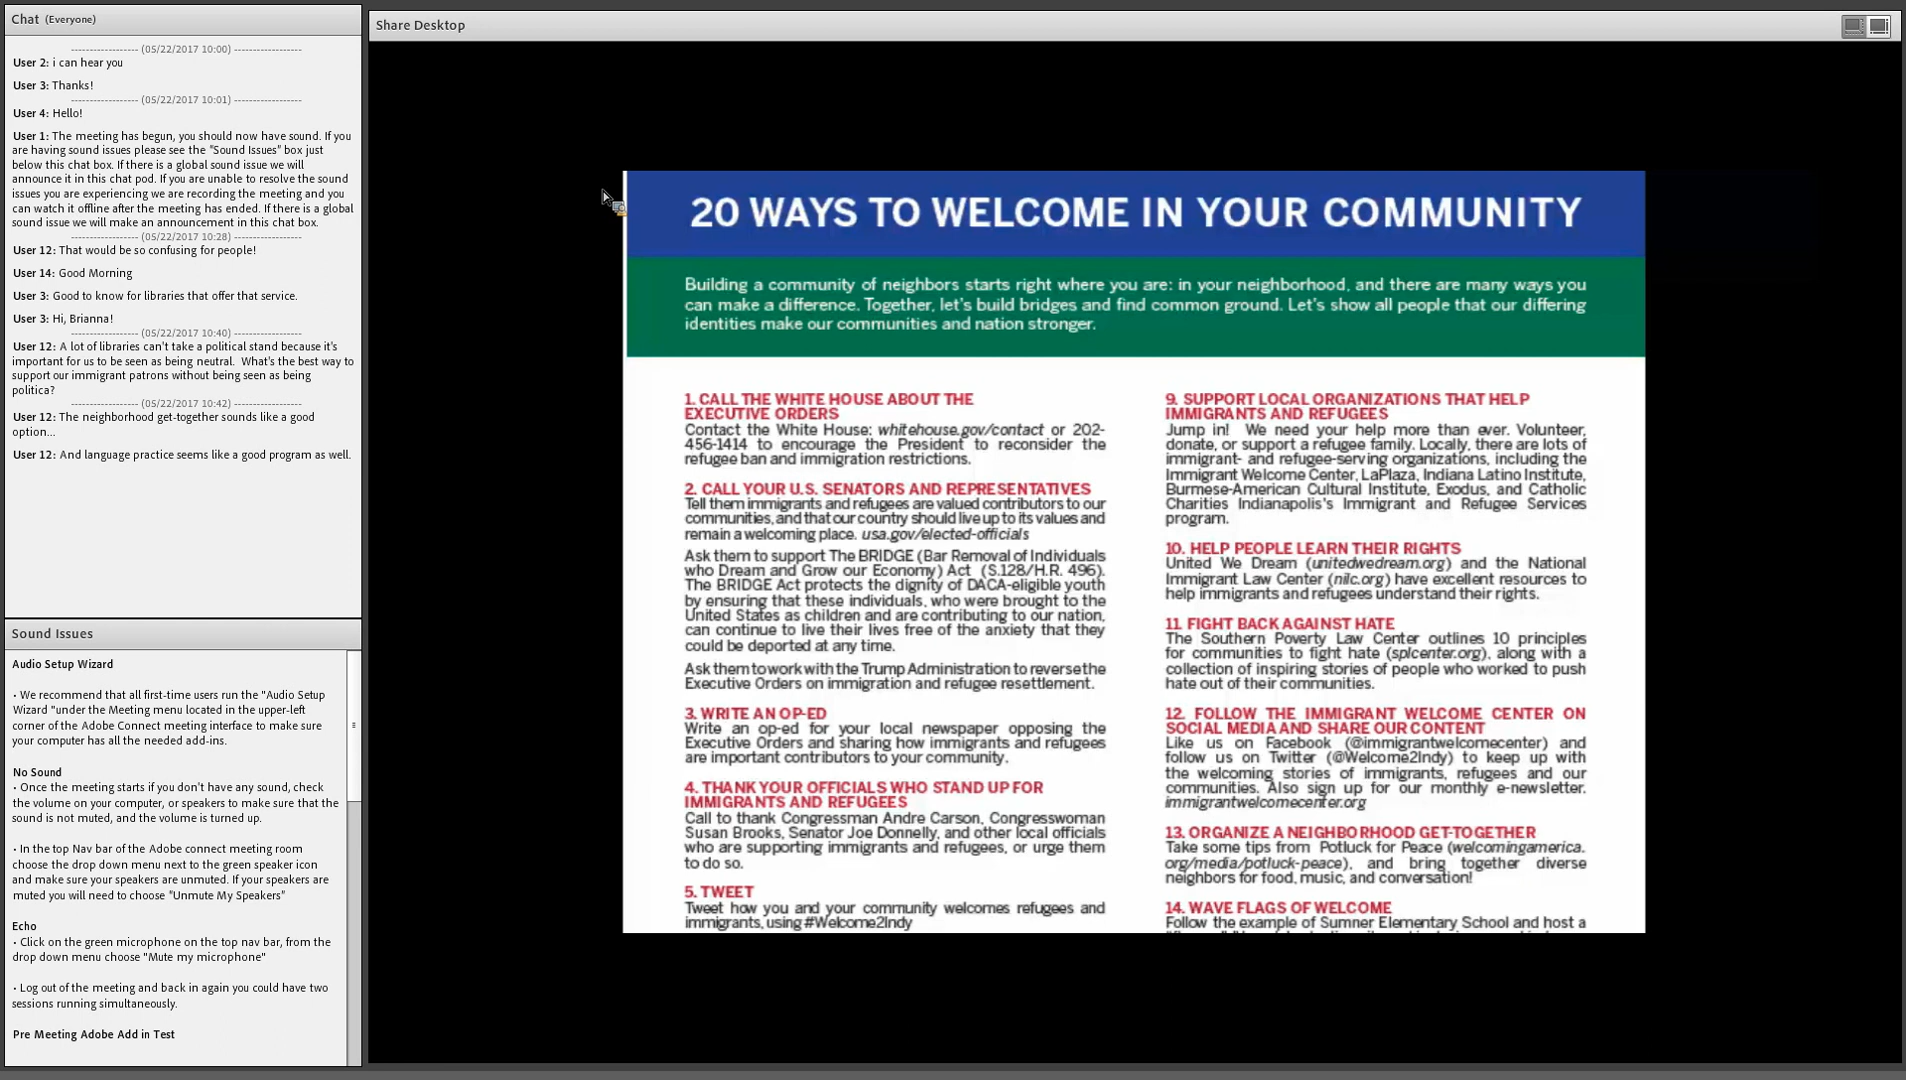 Chat (Everyone)
------------------ (05/22/2017 10:00) ------------------
User 2: i can hear you
User 3: Thanks!
------------------ (05/22/2017 10:01) ------------------
User 4: Hello!
User 1: The meeting has begun, you should now have sound. If you
are having sound issues please see the "Sound Issues" box just
below this chat box. If there is a global sound issue we will
announce it in this chat pod. If you are unable to resolve the sound
issues you are experiencing we are recording the meeting and you
can watch it offline after the meeting has ended. If there is a global
sound issue we will make an announcement in this chat box.
------------------ (05/22/2017 10:28) ------------------
User 12: That would be so confusing for people!
User 14: Good Morning
User 3: Good to know for libraries that offer that service.
User 3: Hi, Brianna!
------------------ (05/22/2017 10:40) ------------------
User 12: A lot of libraries can't take a political stand because it's
important for us to be seen as being neutral.  What's the best way to
support our immigrant patrons without being seen as being
politica?
------------------ (05/22/2017 10:42) ------------------
User 12: The neighborhood get-together sounds like a good
option...
User 12: And language practice seems like a good program as well.
Sound Issues
Audio Setup Wizard
• We recommend that all first-time users run the "Audio Setup
Wizard "under the Meeting menu located in the upper-left
corner of the Adobe Connect meeting interface to make sure
your computer has all the needed add-ins.
No Sound
• Once the meeting starts if you don't have any sound, check
the volume on your computer, or speakers to make sure that the
sound is not muted, and the volume is turned up.
• In the top Nav bar of the Adobe connect meeting room
choose the drop down menu next to the green speaker icon
and make sure your speakers are unmuted. If your speakers are
muted you will need to choose "Unmute My Speakers"
Echo
• Click on the green microphone on the top nav bar, from the
drop down menu choose "Mute my microphone"
• Log out of the meeting and back in again you could have two
sessions running simultaneously.
Pre Meeting Adobe Add in Test
Share Desktop
20 WAYS TO WELCOME IN YOUR COMMUNITY
Building a community of neighbors starts right where you are: in your neighborhood, and there are many ways you
can make a difference. Together, let's build bridges and find common ground. Let's show all people that our differing
identities make our communities and nation stronger.
1. CALL THE WHITE HOUSE ABOUT THE
EXECUTIVE ORDERS
Contact the White House: whitehouse.gov/contact or 202-
456-1414 to encourage the President to reconsider the
refugee ban and immigration restrictions.
2. CALL YOUR U.S. SENATORS AND REPRESENTATIVES
Tell them immigrants and refugees are valued contributors to our
communities, and that our country should live up to its values and
remain a welcoming place. usa.gov/elected-officials
Ask them to support The BRIDGE (Bar Removal of Individuals
who Dream and Grow our Economy) Act (S.128/H.R. 496).
The BRIDGE Act protects the dignity of DACA-eligible youth
by ensuring that these individuals, who were brought to the
United States as children and are contributing to our nation,
can continue to live their lives free of the anxiety that they
could be deported at any time.
Ask them to work with the Trump Administration to reverse the
Executive Orders on immigration and refugee resettlement.
3. WRITE AN OP-ED
Write an op-ed for your local newspaper opposing the
Executive Orders and sharing how immigrants and refugees
are important contributors to your community.
4. THANK YOUR OFFICIALS WHO STAND UP FOR
IMMIGRANTS AND REFUGEES
Call to thank Congressman Andre Carson, Congresswoman
Susan Brooks, Senator Joe Donnelly, and other local officials
who are supporting immigrants and refugees, or urge them
to do so.
5. TWEET
Tweet how you and your community welcomes refugees and
immigrants, using #Welcome2Indy
9. SUPPORT LOCAL ORGANIZATIONS THAT HELP
IMMIGRANTS AND REFUGEES
Jump in! We need your help more than ever. Volunteer,
donate, or support a refugee family. Locally, there are lots of
immigrant- and refugee-serving organizations, including the
Immigrant Welcome Center, LaPlaza, Indiana Latino Institute,
Burmese-American Cultural Institute, Exodus, and Catholic
Charities Indianapolis's Immigrant and Refugee Services
program.
10. HELP PEOPLE LEARN THEIR RIGHTS
United We Dream (unitedwedream.org) and the National
Immigrant Law Center (nilc.org) have excellent resources to
help immigrants and refugees understand their rights.
11. FIGHT BACK AGAINST HATE
The Southern Poverty Law Center outlines 10 principles
for communities to fight hate (splcenter.org), along with a
collection of inspiring stories of people who worked to push
hate out of their communities.
12. FOLLOW THE IMMIGRANT WELCOME CENTER ON
SOCIAL MEDIA AND SHARE OUR CONTENT
Like us on Facebook (@immigrantwelcomecenter) and
follow us on Twitter (@Welcome2Indy) to keep up with
the welcoming stories of immigrants, refugees and our
communities. Also sign up for our monthly e-newsletter.
immigrantwelcomecenter.org
13. ORGANIZE A NEIGHBORHOOD GET-TOGETHER
Take some tips from Potluck for Peace (welcomingamerica.
org/media/potluck-peace), and bring together diverse
neighbors for food, music, and conversation!
14. WAVE FLAGS OF WELCOME
Follow the example of Sumner Elementary School and host a